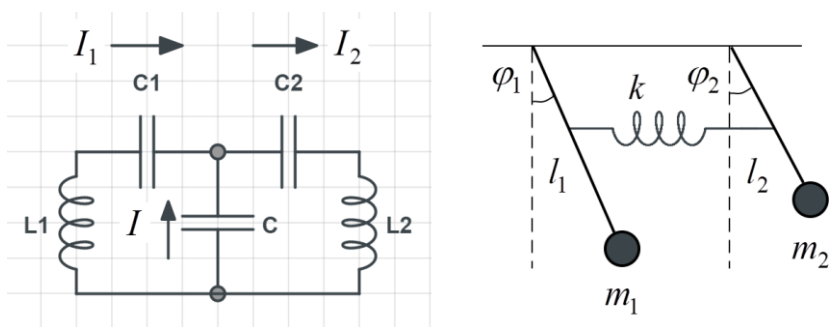 I₁ I₂
C1 C2
L1 I C L2
φ₁ k φ₂
l₁ l₂
m₁ m₂